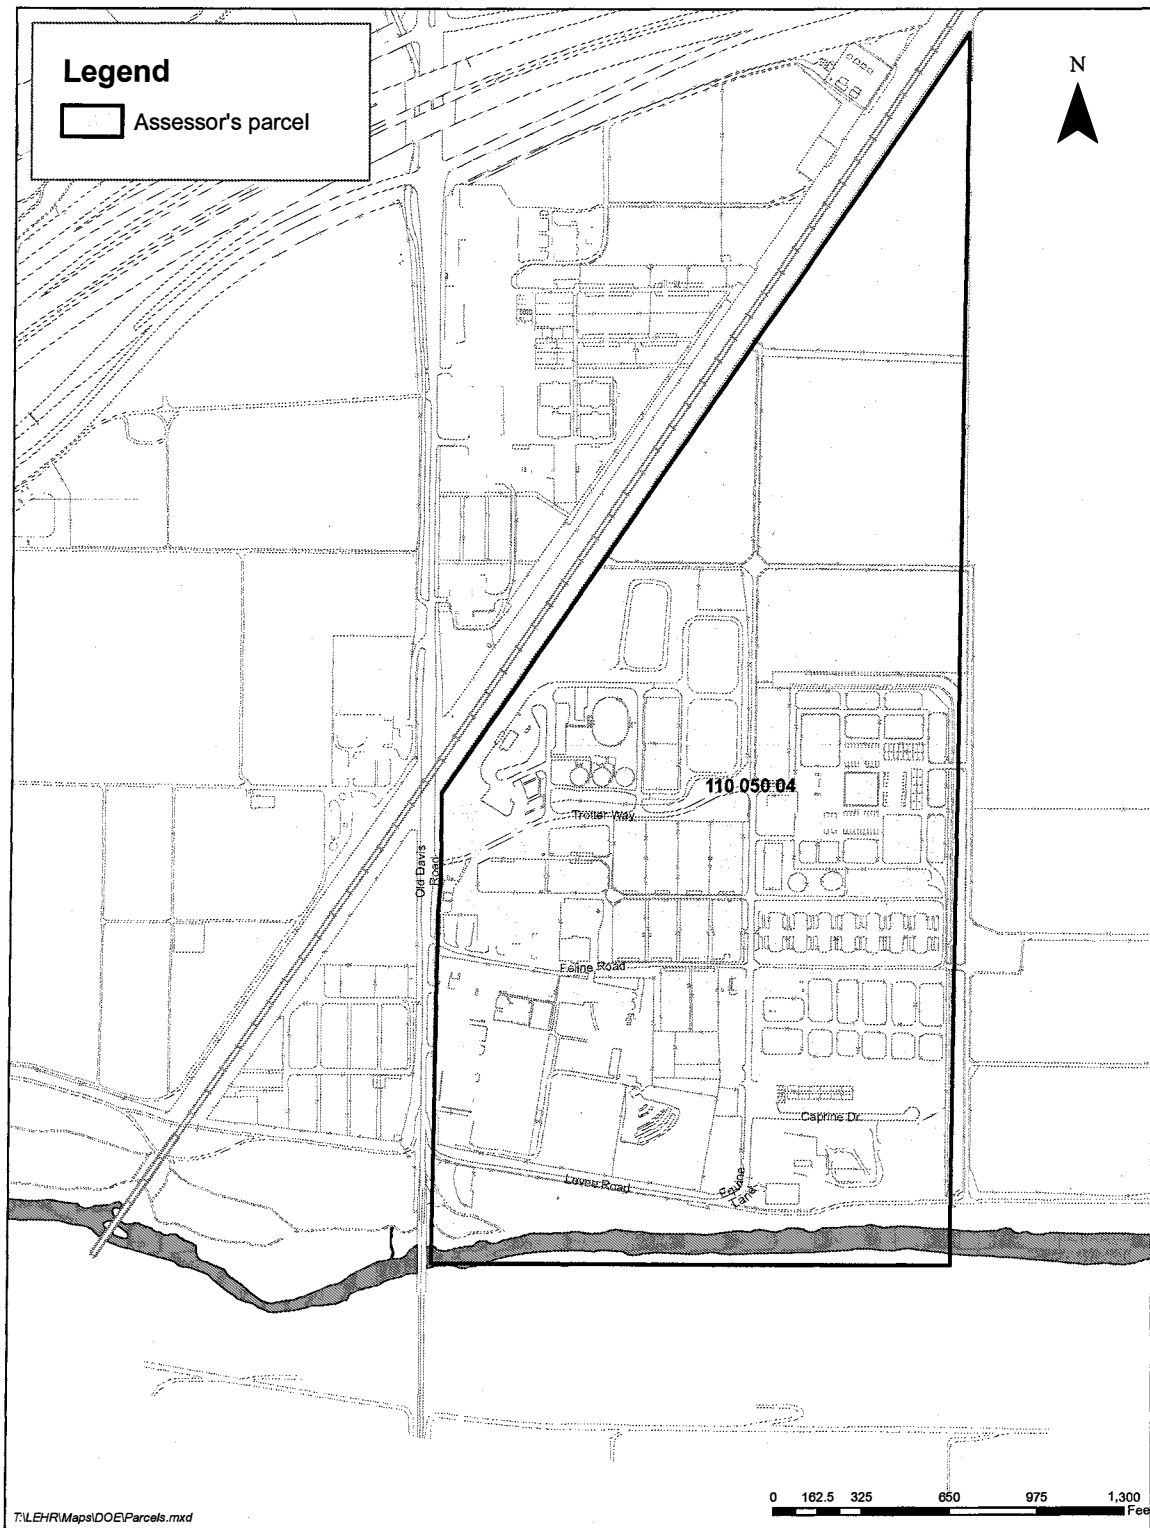 Legend
Assessor's parcel
N
110 050 04
Trotter Way
Old Davis
Road
Feline Road
Caprine Dr.
Levee Road
Equine
Lane
0 162.5 325 650 975 1,300
Fee
T:\LEHR\Maps\DOE\Parcels.mxd